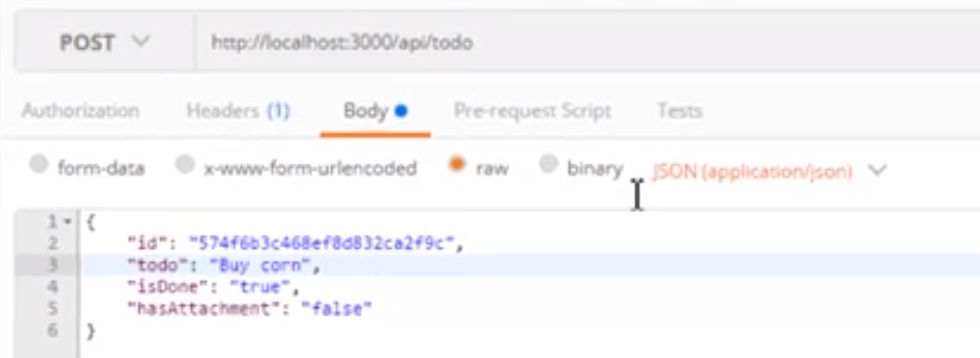 POST http://localhost:3000/api/todo
Authorization Headers (1) Body Pre-request Script Tests
form-data x-www-form-urlencoded raw binary JSON (application/json)
1 {
2 "id": "574f6b3c468ef8d832ca2f9c",
3 "todo": "Buy corn",
4 "isDone": "true",
5 "hasAttachment": "false"
6 }